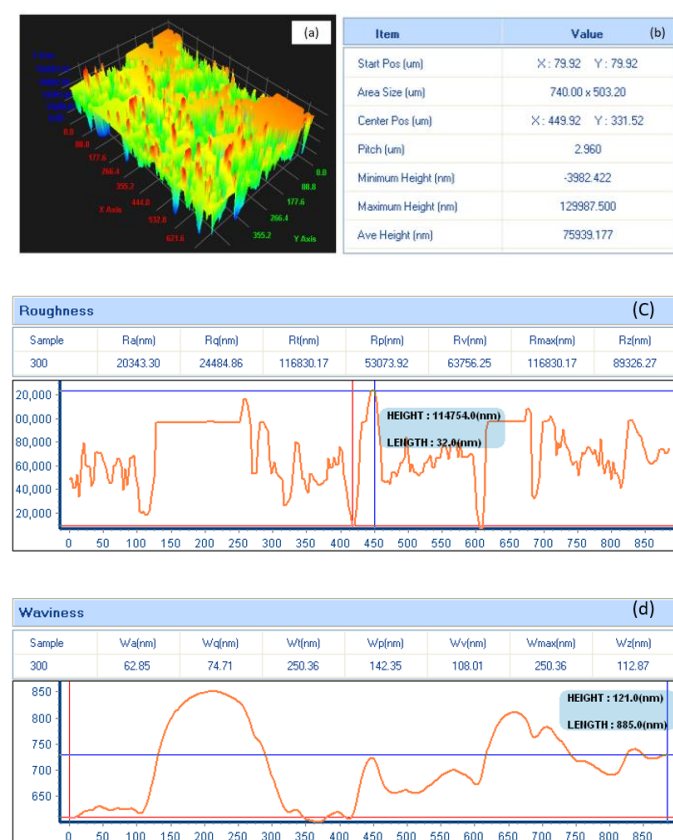 (a)
0.0
88.8
177.6
266.4
355.2
444.0
532.8
621.6
X Axis
0.0
88.8
177.6
266.4
355.2
Y Axis
Item Value (b)
Start Pos (um) X : 79.92 Y : 79.92
Area Size (um) 740.00 x 503.20
Center Pos (um) X : 449.92 Y : 331.52
Pitch (um) 2.960
Minimum Height (nm) -3982.422
Maximum Height (nm) 129987.500
Ave Height (nm) 75939.177
Roughness (C)
Sample Ra(nm) Rq(nm) Rt(nm) Rp(nm) Rv(nm) Rmax(nm) Rz(nm)
300 20343.30 24484.86 116830.17 53073.92 63756.25 116830.17 89326.27
20,000
00,000
80,000
60,000
40,000
20,000
HEIGHT : 114754.0(nm)
LENGTH : 32.0(nm)
0 50 100 150 200 250 300 350 400 450 500 550 600 650 700 750 800 850
Waviness (d)
Sample Wa(nm) Wq(nm) Wt(nm) Wp(nm) Wv(nm) Wmax(nm) Wz(nm)
300 62.85 74.71 250.36 142.35 108.01 250.36 112.87
850
800
750
700
650
HEIGHT : 121.0(nm)
LENGTH : 885.0(nm)
0 50 100 150 200 250 300 350 400 450 500 550 600 650 700 750 800 850